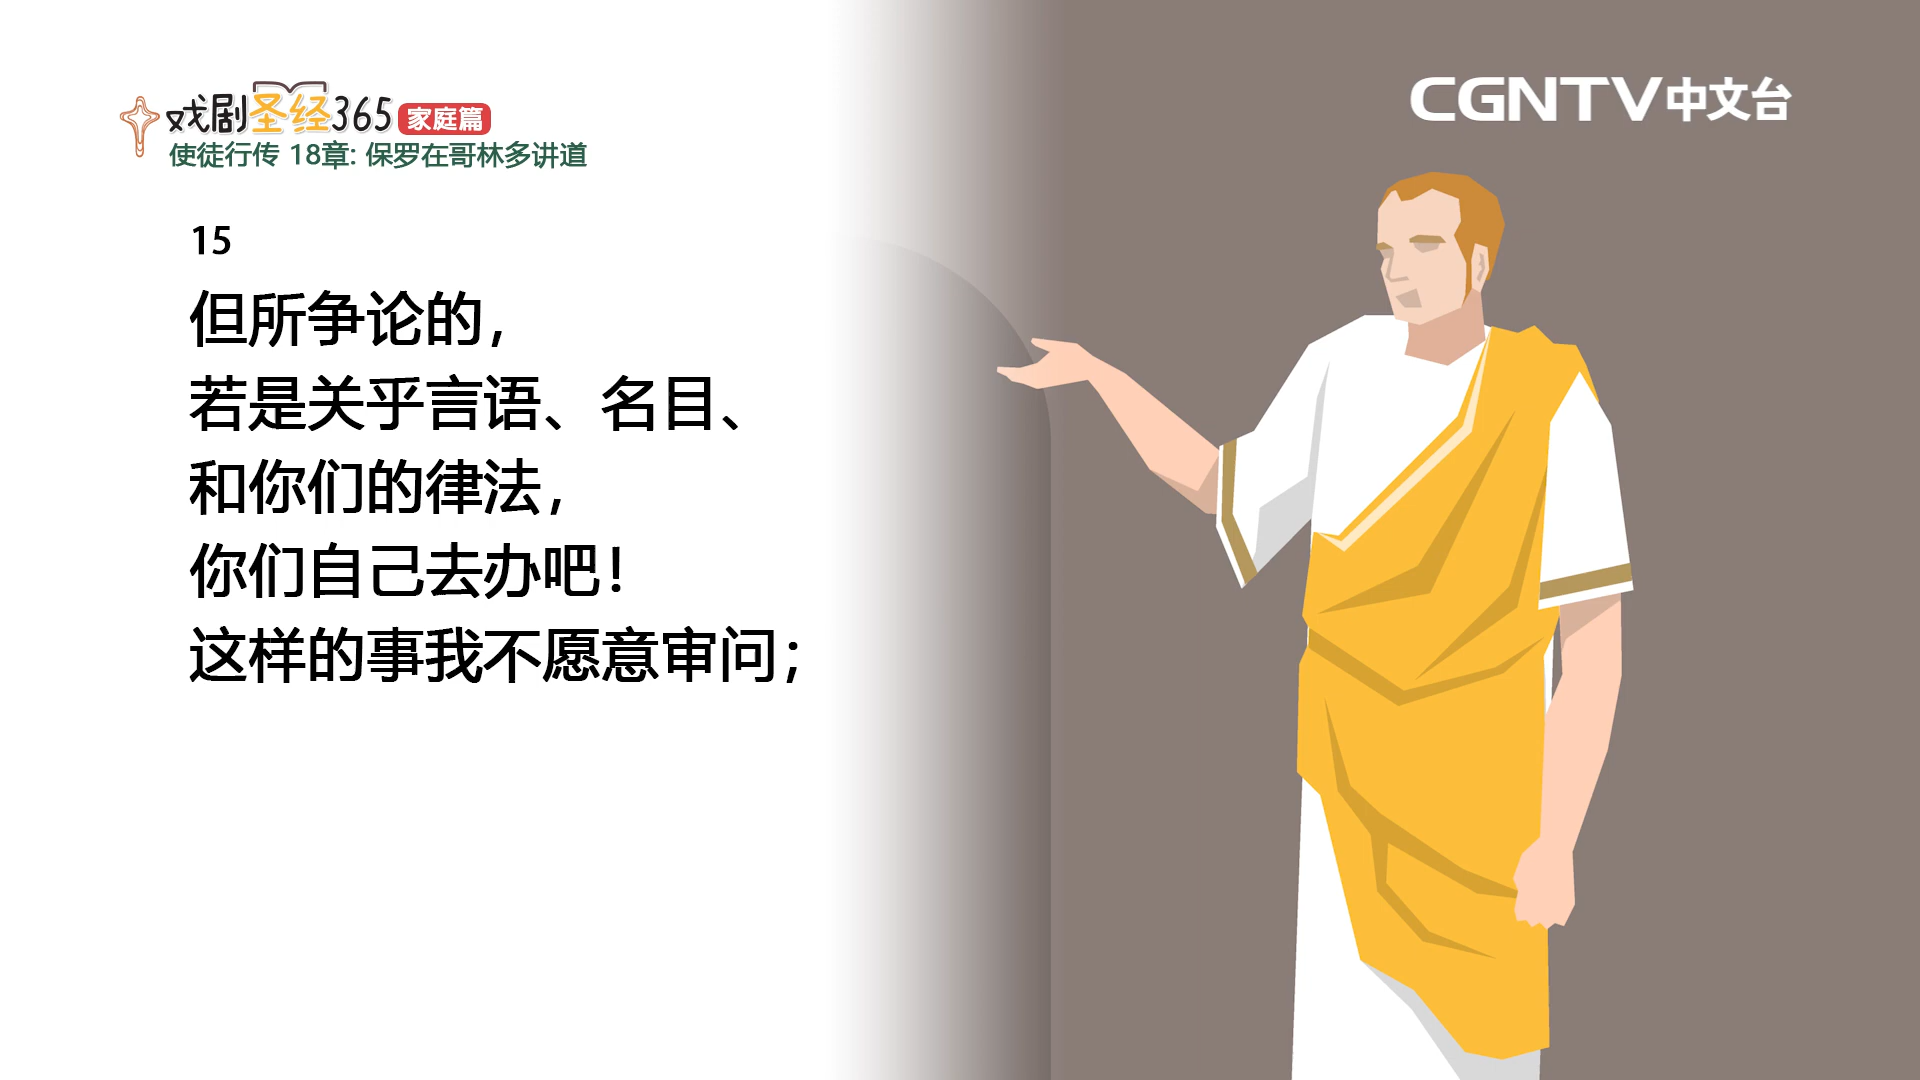 戏剧圣经365 家庭篇
使徒行传 18章: 保罗在哥林多讲道
CGNTV中文台
15
但所争论的，
若是关乎言语、名目、
和你们的律法，
你们自己去办吧！
这样的事我不愿意审问；